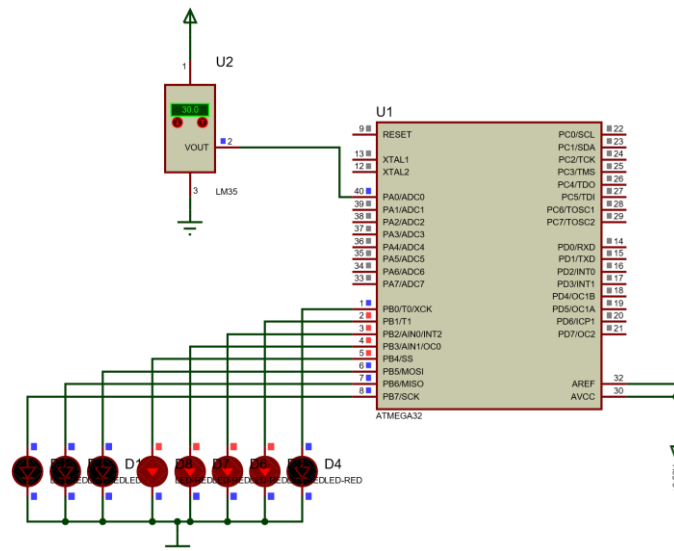 U2
1
30.0
VOUT
2
3
LM35
U1
9 RESET
13 XTAL1
12 XTAL2
40 PA0/ADC0
39 PA1/ADC1
38 PA2/ADC2
37 PA3/ADC3
36 PA4/ADC4
35 PA5/ADC5
34 PA6/ADC6
33 PA7/ADC7
1 PB0/T0/XCK
2 PB1/T1
3 PB2/AIN0/INT2
4 PB3/AIN1/OC0
5 PB4/SS
6 PB5/MOSI
7 PB6/MISO
8 PB7/SCK
PC0/SCL 22
PC1/SDA 23
PC2/TCK 24
PC3/TMS 25
PC4/TDO 26
PC5/TDI 27
PC6/TOSC1 28
PC7/TOSC2 29
PD0/RXD 14
PD1/TXD 15
PD2/INT0 16
PD3/INT1 17
PD4/OC1B 18
PD5/OC1A 19
PD6/ICP1 20
PD7/OC2 21
AREF 32
AVCC 30
ATMEGA32
D8
D7
D6
D4
LED-RED